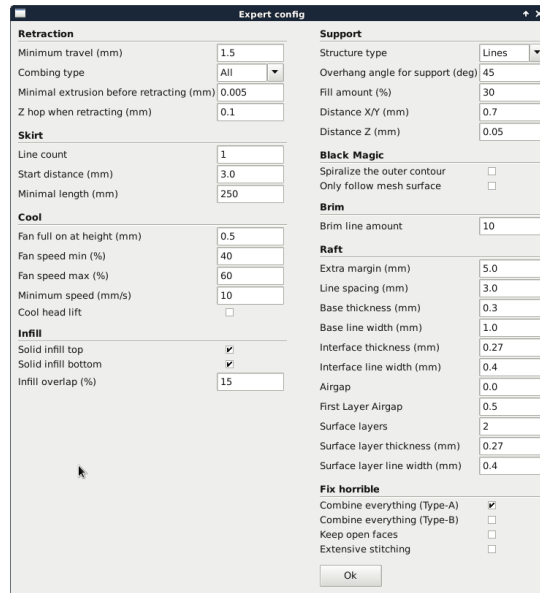 Expert config
Retraction
Minimum travel (mm) 1.5
Combing type All
Minimal extrusion before retracting (mm) 0.005
Z hop when retracting (mm) 0.1
Skirt
Line count 1
Start distance (mm) 3.0
Minimal length (mm) 250
Cool
Fan full on at height (mm) 0.5
Fan speed min (%) 40
Fan speed max (%) 60
Minimum speed (mm/s) 10
Cool head lift
Infill
Solid infill top
Solid infill bottom
Infill overlap (%) 15
Support
Structure type Lines
Overhang angle for support (deg) 45
Fill amount (%) 30
Distance X/Y (mm) 0.7
Distance Z (mm) 0.05
Black Magic
Spiralize the outer contour
Only follow mesh surface
Brim
Brim line amount 10
Raft
Extra margin (mm) 5.0
Line spacing (mm) 3.0
Base thickness (mm) 0.3
Base line width (mm) 1.0
Interface thickness (mm) 0.27
Interface line width (mm) 0.4
Airgap 0.0
First Layer Airgap 0.5
Surface layers 2
Surface layer thickness (mm) 0.27
Surface layer line width (mm) 0.4
Fix horrible
Combine everything (Type-A)
Combine everything (Type-B)
Keep open faces
Extensive stitching
Ok